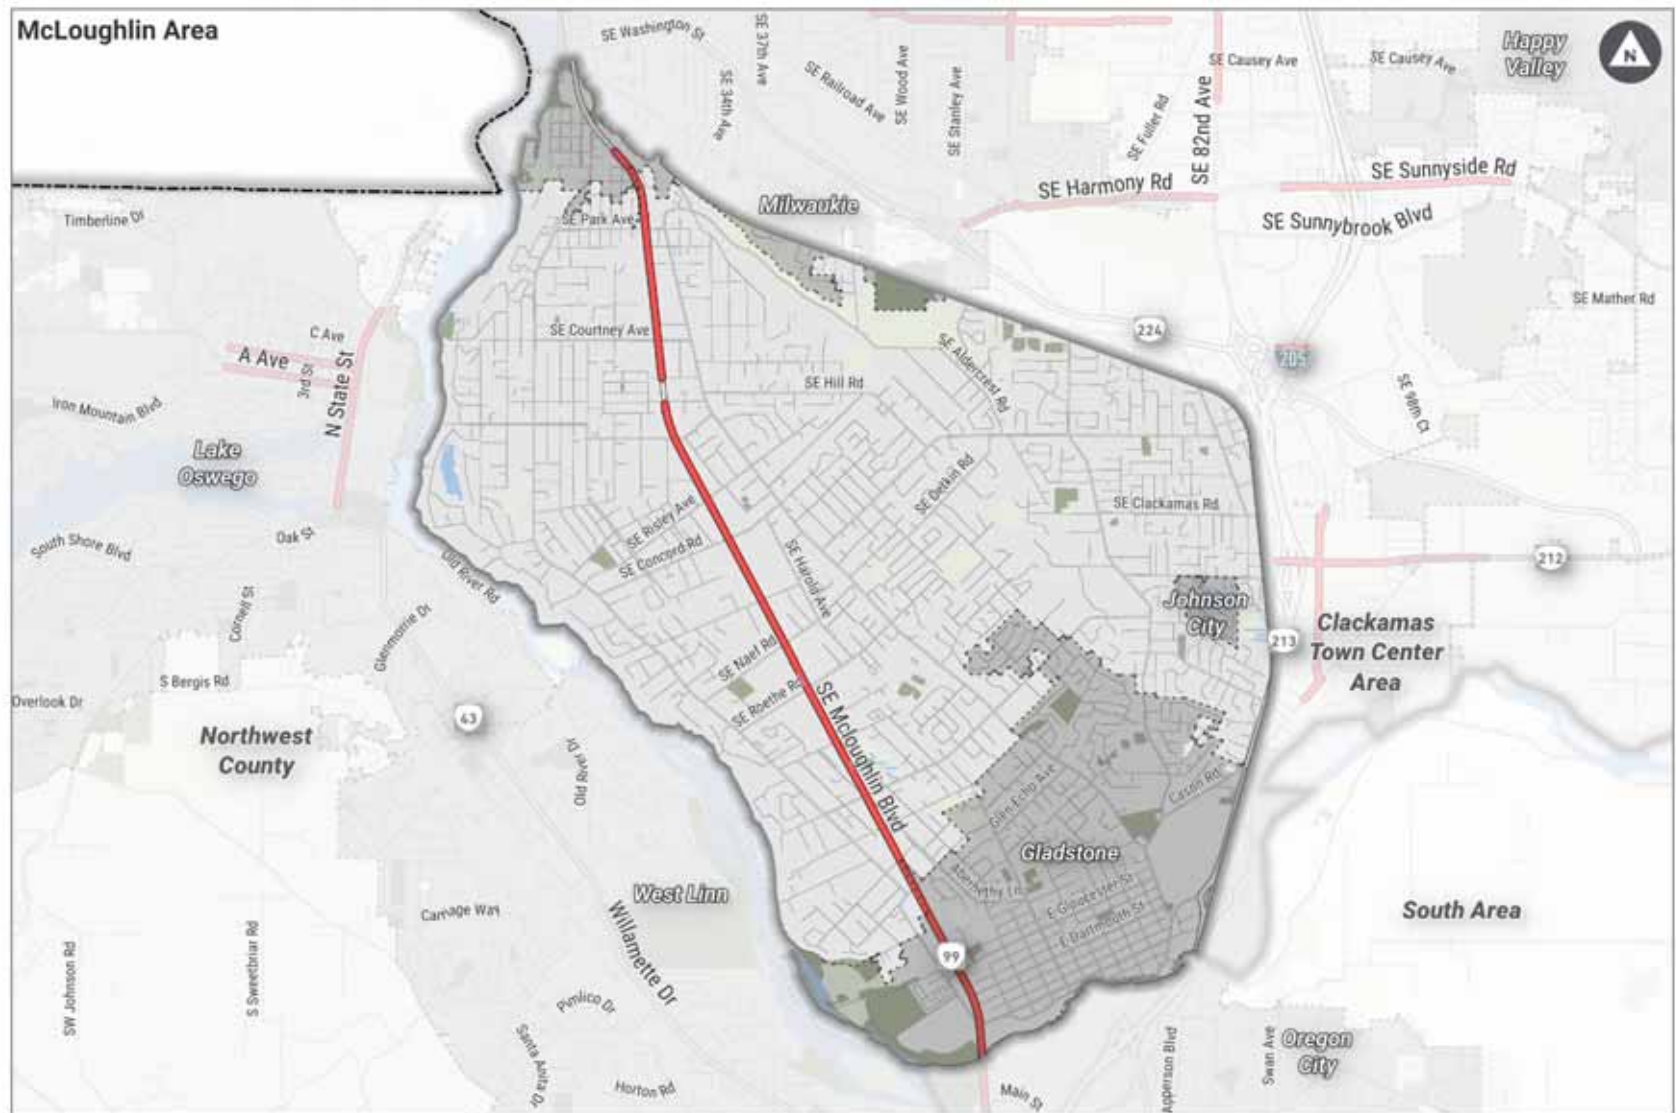 McLoughlin Area
N
SE Washington St
SE 37th Ave
SE 34th Ave
SE Railroad Ave
SE Wood Ave
SE Stanley Ave
SE Fuller Rd
SE 82nd Ave
SE Causey Ave
SE Causey Ave
Happy
Valley
SE Harmony Rd
SE Sunnyside Rd
SE Sunnybrook Blvd
SE Mather Rd
Milwaukie
SE Park Ave
Timberline Dr
C Ave
A Ave
3rd St
N State St
Iron Mountain Blvd
Lake
Oswego
SE Courtney Ave
SE Hill Rd
SE Aldercrest Rd
224
205
SE 98th Ct
SE Detkin Rd
SE Clackamas Rd
SE Risley Ave
SE Concord Rd
SE Harold Ave
South Shore Blvd
Oak St
Old River Rd
212
Cornell St
Glenmorrie Dr
Johnson
City
213
Clackamas
Town Center
Area
SE Naef Rd
SE Roethe Rd
SE Mcloughlin Blvd
S Bergis Rd
Overlook Dr
43
Northwest
County
Old River Dr
Glen Echo Ave
Cason Rd
Gladstone
Abernethy Ln
E Gloucester St
E Dartmouth St
West Linn
Willamette Dr
Carriage Way
99
South Area
SW Johnson Rd
S Sweetbriar Rd
Pimlico Dr
Santa Anita Dr
Horton Rd
Main St
Apperson Blvd
Swan Ave
Oregon
City